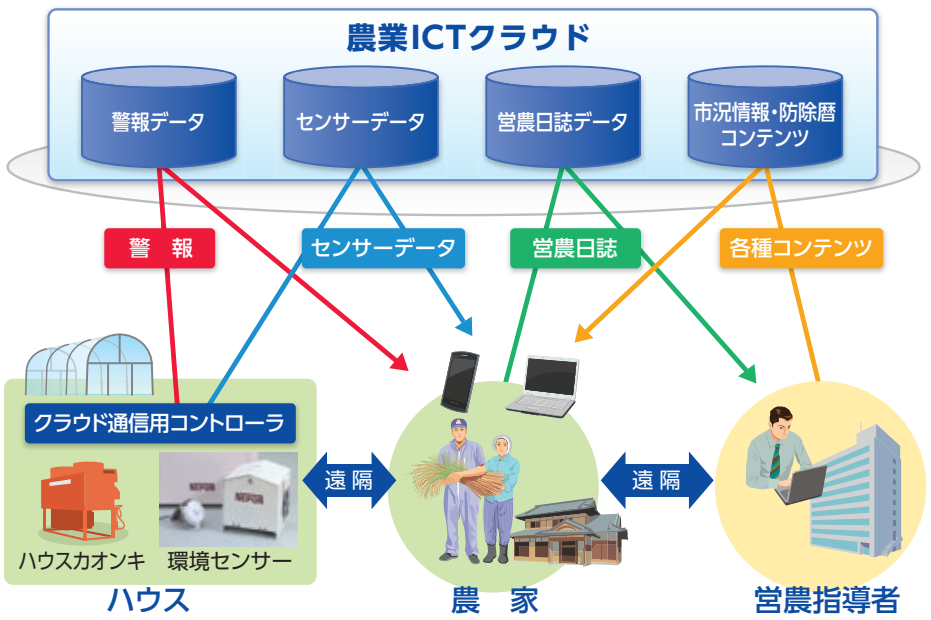 農業ICTクラウド
警報データ
センサーデータ
営農日誌データ
市況情報・防除暦
コンテンツ
警 報
センサーデータ
営農日誌
各種コンテンツ
クラウド通信用コントローラ
NEPON
ハウスカオンキ
環境センサー
遠 隔
遠 隔
ハウス
農 家
営農指導者